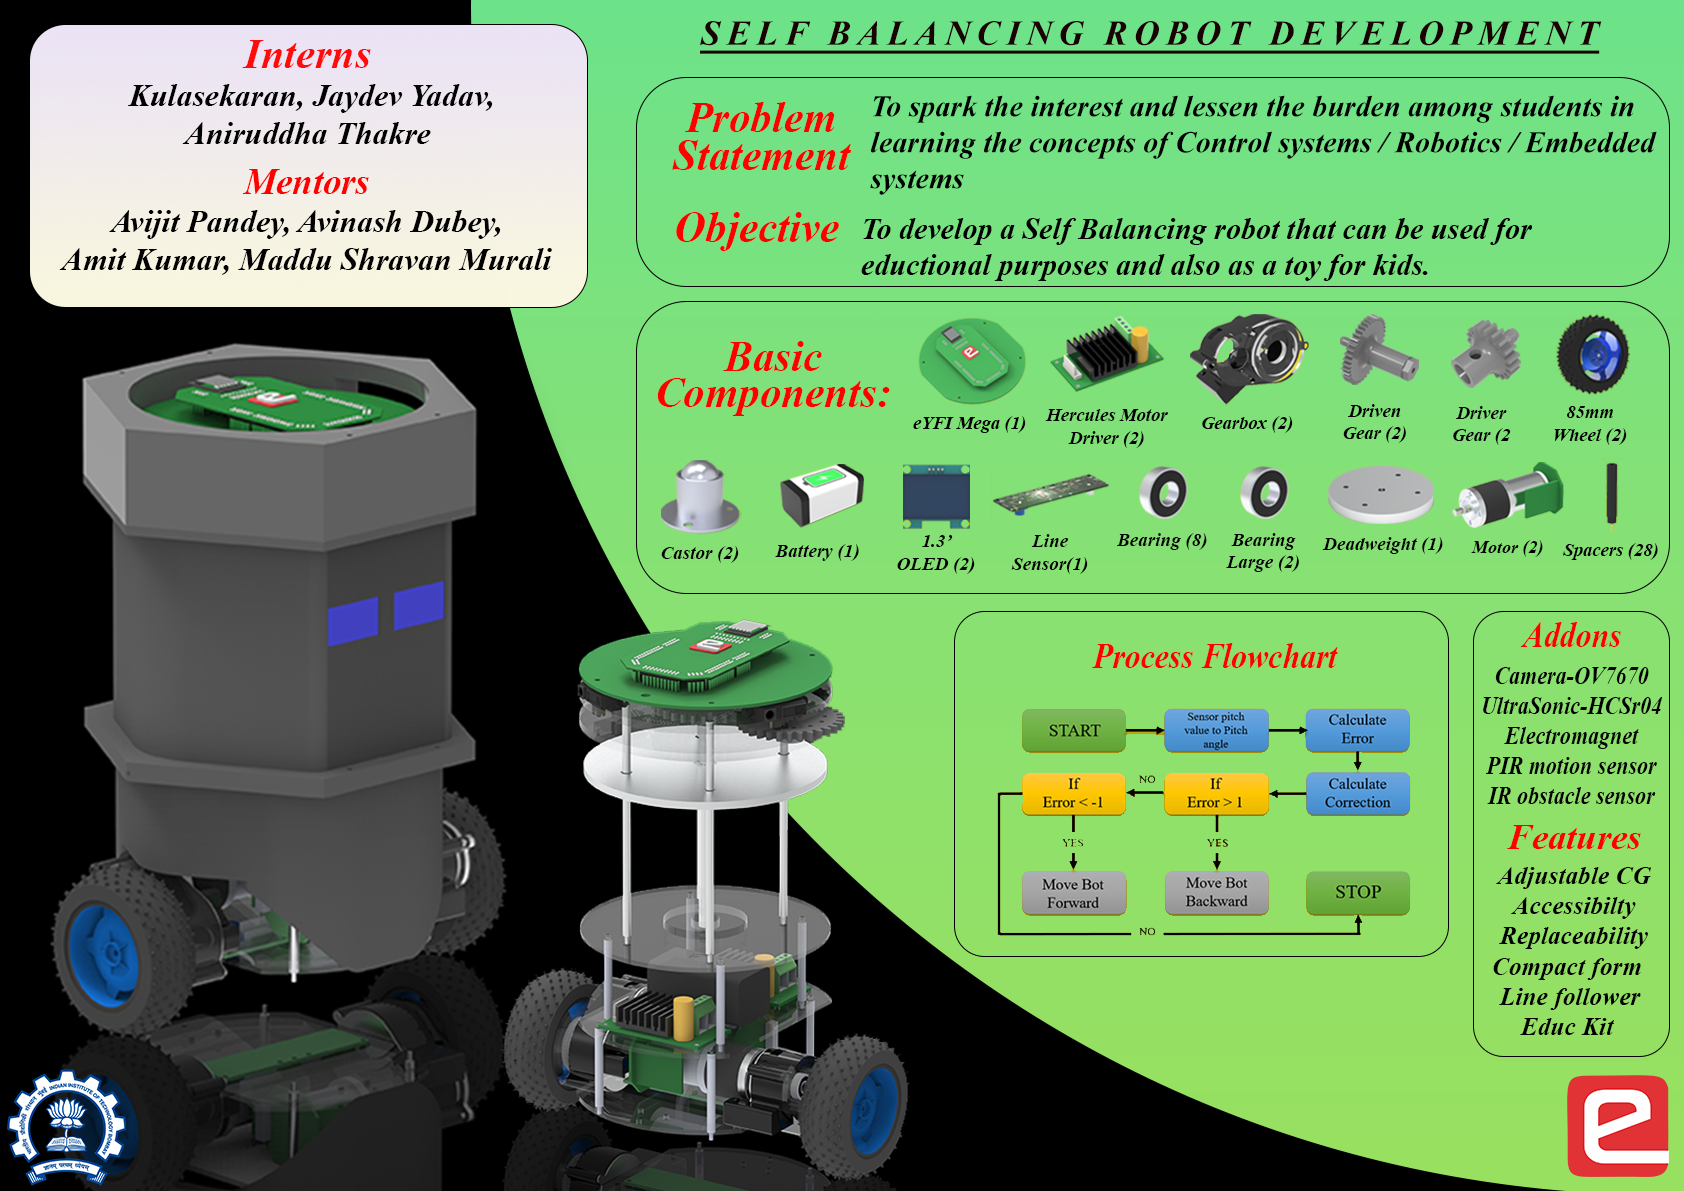 SELF BALANCING ROBOT DEVELOPMENT
Interns
Kulasekaran, Jaydev Yadav,
Aniruddha Thakre
Mentors
Avijit Pandey, Avinash Dubey,
Amit Kumar, Maddu Shravan Murali
Problem
Statement
To spark the interest and lessen the burden among students in
learning the concepts of Control systems / Robotics / Embedded
systems
Objective
To develop a Self Balancing robot that can be used for
eductional purposes and also as a toy for kids.
Basic
Components:
eYFI Mega (1)
Hercules Motor
Driver (2)
Gearbox (2)
Driven
Gear (2)
Driver
Gear (2
85mm
Wheel (2)
Castor (2)
Battery (1)
1.3’
OLED (2)
Line
Sensor(1)
Bearing (8)
Bearing
Large (2)
Deadweight (1)
Motor (2)
Spacers (28)
Process Flowchart
START
Sensor pitch
value to Pitch
angle
Calculate
Error
If
Error < -1
NO
If
Error > 1
Calculate
Correction
YES
YES
Move Bot
Forward
Move Bot
Backward
STOP
NO
Addons
Camera-OV7670
UltraSonic-HCSr04
Electromagnet
PIR motion sensor
IR obstacle sensor
Features
Adjustable CG
Accessibilty
Replaceability
Compact form
Line follower
Educ Kit
INDIAN INSTITUTE OF TECHNOLOGY BOMBAY
भारतीय प्रौद्योगिकी संस्थान मुंबई
ज्ञानम् परमम् ध्येयम्
e